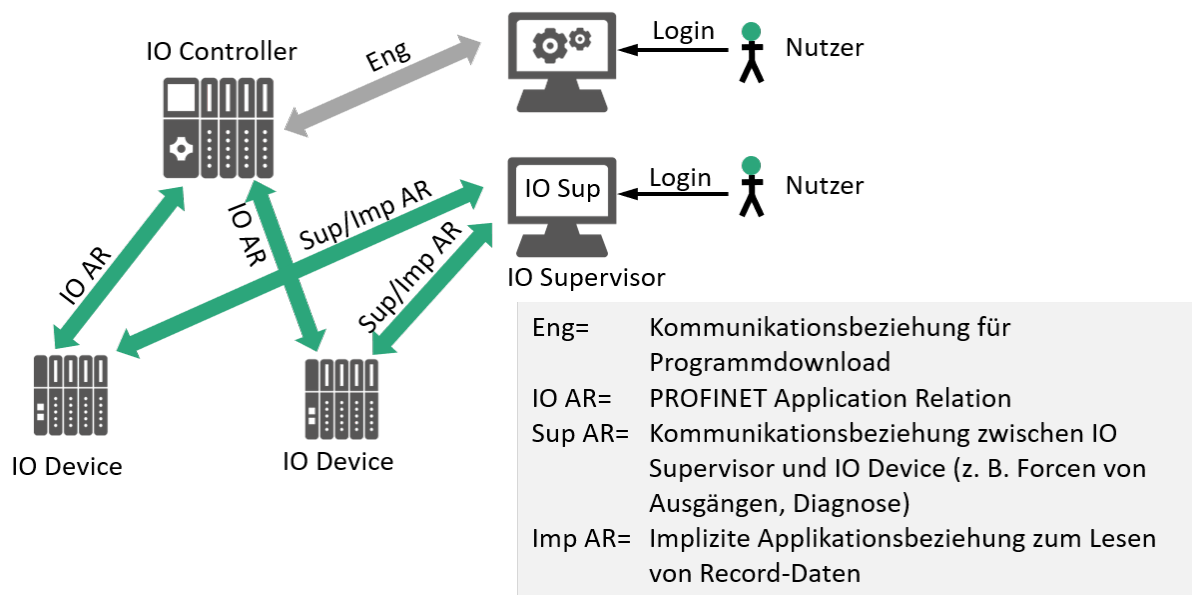 IO Controller
Eng
Login
Nutzer
IO Sup
Login
Nutzer
IO Supervisor
IO AR
IO AR
Sup/Imp AR
Sup/Imp AR
IO Device
IO Device
Eng= Kommunikationsbeziehung für
Programmdownload
IO AR= PROFINET Application Relation
Sup AR= Kommunikationsbeziehung zwischen IO
Supervisor und IO Device (z. B. Forcen von
Ausgängen, Diagnose)
Imp AR= Implizite Applikationsbeziehung zum Lesen
von Record-Daten